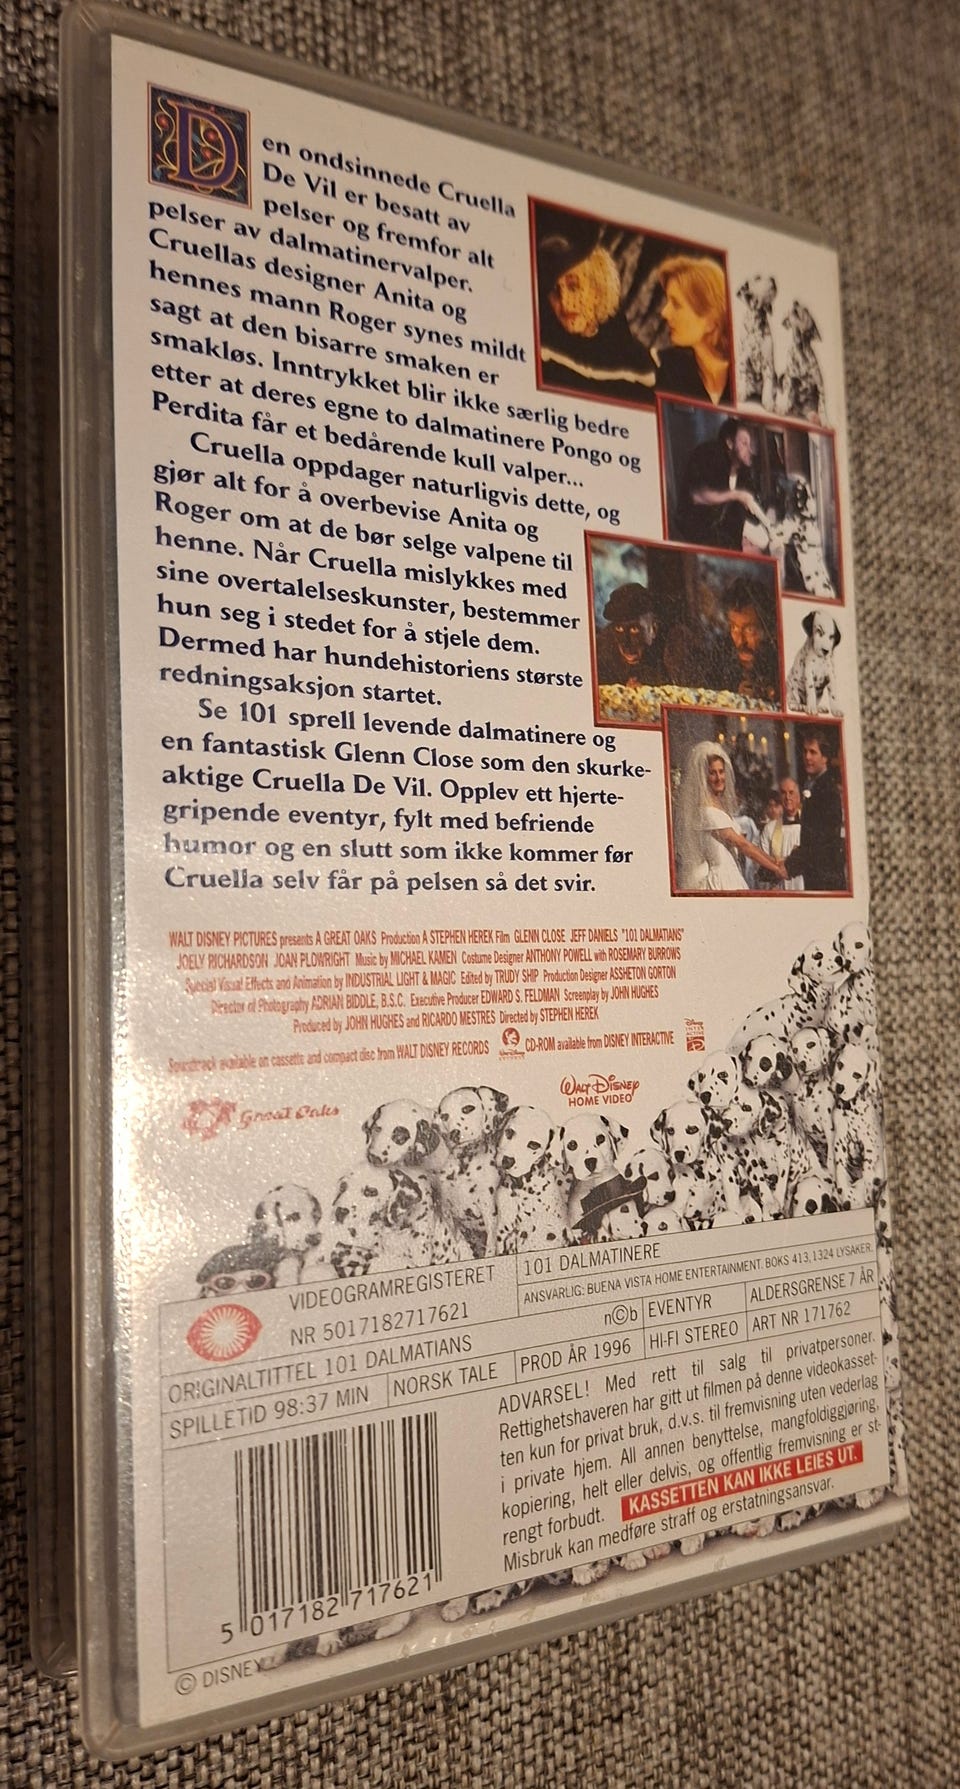 Den ondsinnede Cruella
De Vil er besatt av
pelser og fremfor alt
pelser av dalmatinervalper.
Cruellas designer Anita og
hennes mann Roger synes mildt
sagt at den bisarre smaken er
smakløs. Inntrykket blir ikke særlig bedre
etter at deres egne to dalmatinere Pongo og
Perdita får et bedårende kull valper...
Cruella oppdager naturligvis dette, og
gjør alt for å overbevise Anita og
Roger om at de bør selge valpene til
henne. Når Cruella mislykkes med
sine overtalelseskunster, bestemmer
hun seg i stedet for å stjele dem.
Dermed har hundehistoriens største
redningsaksjon startet.
Se 101 sprell levende dalmatinere og
en fantastisk Glenn Close som den skurke-
aktige Cruella De Vil. Opplev ett hjerte-
gripende eventyr, fylt med befriende
humor og en slutt som ikke kommer før
Cruella selv får på pelsen så det svir.
WALT DISNEY PICTURES presents A GREAT OAKS Production A STEPHEN HEREK Film GLENN CLOSE JEFF DANIELS "101 DALMATIANS"
JOELY RICHARDSON JOAN PLOWRIGHT Music by MICHAEL KAMEN Costume Designer ANTHONY POWELL with ROSEMARY BURROWS
Special Visual Effects and Animation by INDUSTRIAL LIGHT & MAGIC Edited by TRUDY SHIP Production Designer ASSHETON GORTON
Director of Photography ADRIAN BIDDLE, B.S.C. Executive Producer EDWARD S. FELDMAN Screenplay by JOHN HUGHES
Produced by JOHN HUGHES and RICARDO MESTRES Directed by STEPHEN HEREK
Soundtrack available on cassette and compact disc from WALT DISNEY RECORDS CD-ROM available from DISNEY INTERACTIVE
Great Oaks
WALT DISNEY
HOME VIDEO
VIDEOGRAMREGISTERET
NR 5017182717621
101 DALMATINERE
ANSVARLIG: BUENA VISTA HOME ENTERTAINMENT. BOKS 413, 1324 LYSAKER.
n©b EVENTYR ALDERSGRENSE 7 ÅR
ORIGINALTITTEL 101 DALMATIANS
SPILLETID 98:37 MIN NORSK TALE PROD ÅR 1996 HI-FI STEREO ART NR 171762
ADVARSEL! Med rett til salg til privatpersoner.
Rettighetshaveren har gitt ut filmen på denne videokasset-
ten kun for privat bruk, d.v.s. til fremvisning uten vederlag
i private hjem. All annen benyttelse, mangfoldiggjøring,
kopiering, helt eller delvis, og offentlig fremvisning er st-
rengt forbudt. KASSETTEN KAN IKKE LEIES UT.
Misbruk kan medføre straff og erstatningsansvar.
5 017182 717621
© DISNEY